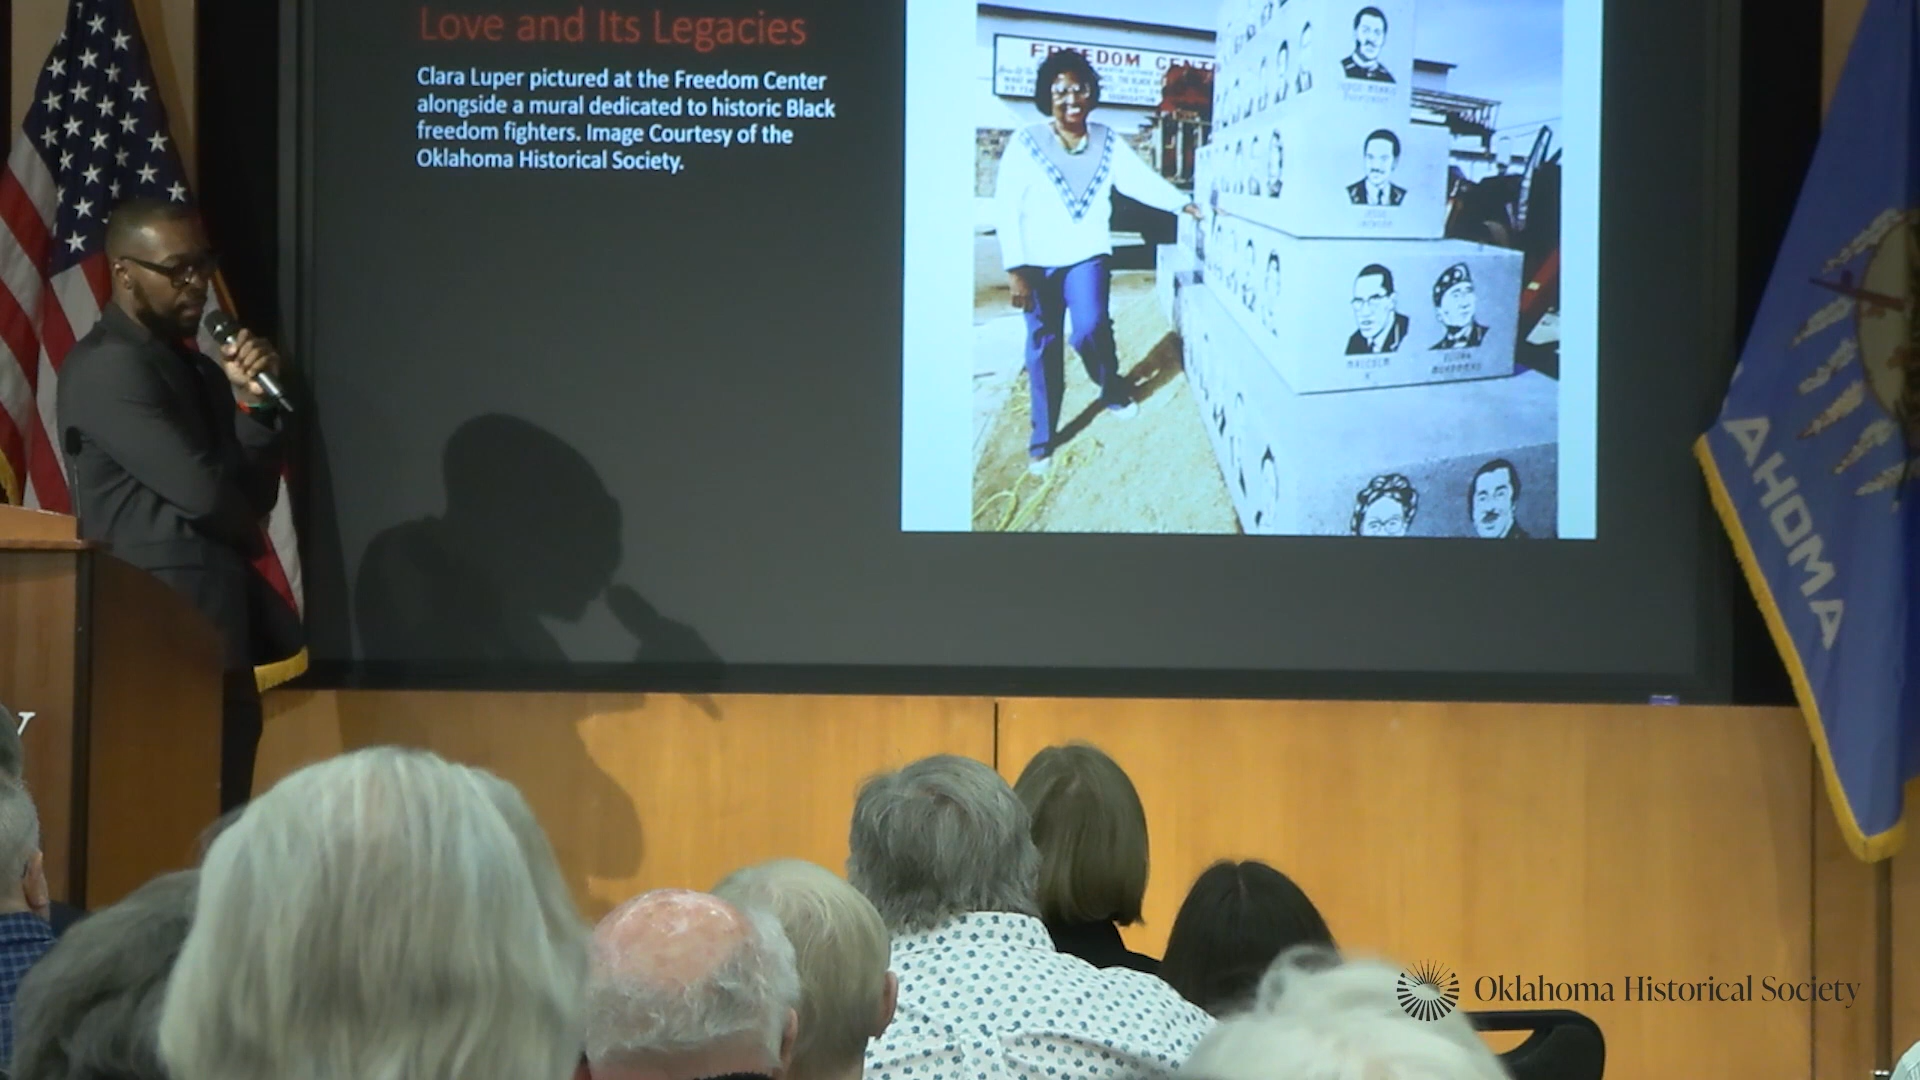 Love and Its Legacies
Clara Luper pictured at the Freedom Center
alongside a mural dedicated to historic Black
freedom fighters. Image Courtesy of the
Oklahoma Historical Society.
FREEDOM CENT
MALCOLM
X
AHOMA
Y
Oklahoma Historical Society